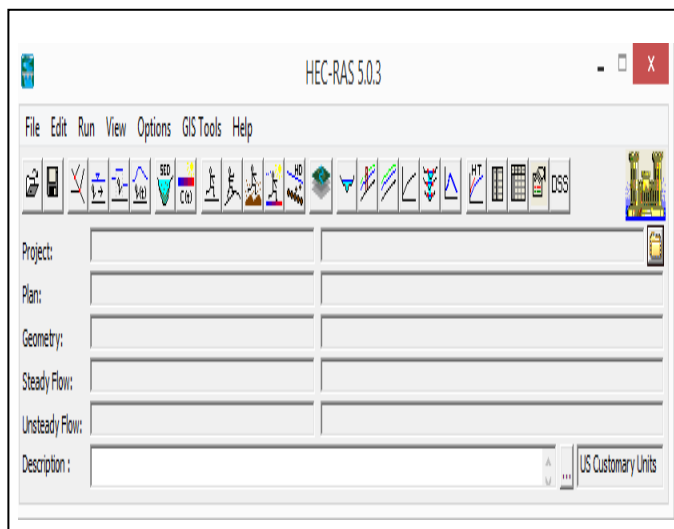 HEC-RAS 5.0.3
X
File Edit Run View Options GIS Tools Help
SED C(t) HD HT DSS
Project:
Plan:
Geometry:
Steady Flow:
Unsteady Flow:
Description : ... US Customary Units